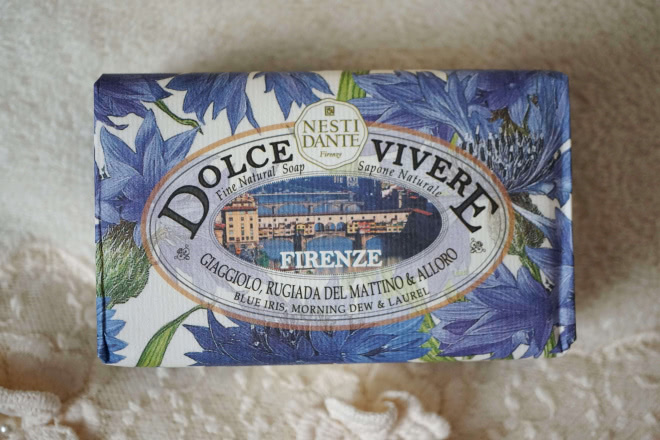 NESTI
DANTE
Firenze
DOLCE VIVERE
Fine Natural Soap
Sapone Naturale
FIRENZE
GIAGGIOLO, RUGIADA DEL MATTINO & ALLORO
BLUE IRIS, MORNING DEW & LAUREL